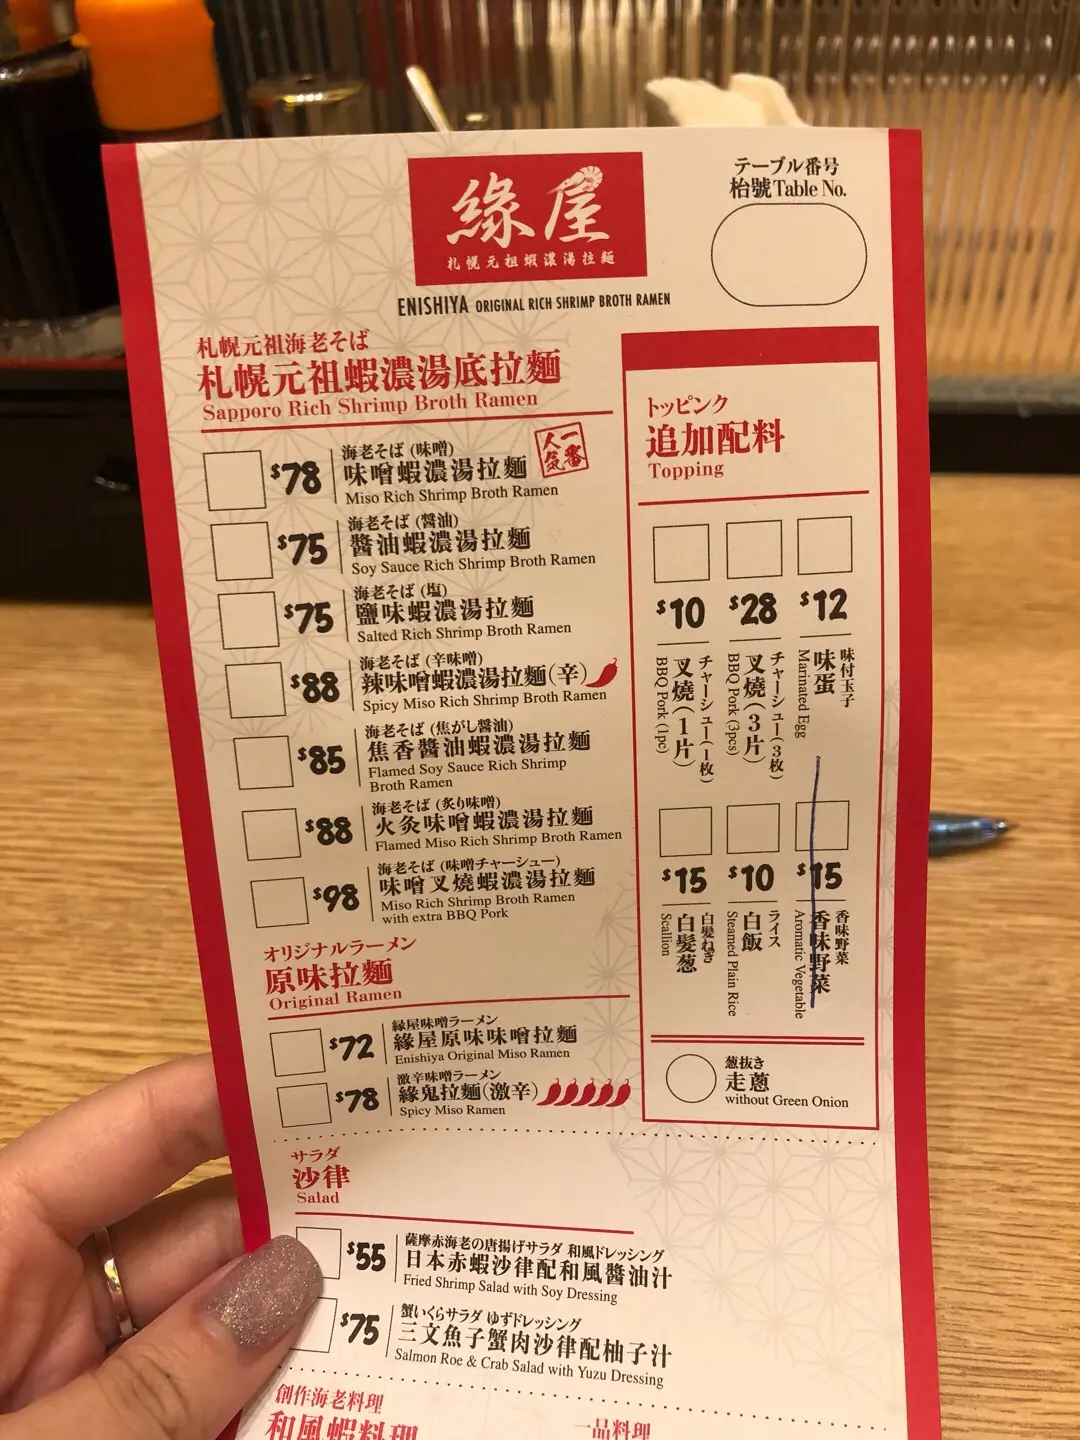 緣屋
札幌元祖蝦濃湯拉麵
ENISHIYA ORIGINAL RICH SHRIMP BROTH RAMEN
テーブル番号
枱號Table No.
札幌元祖海老そば
札幌元祖蝦濃湯底拉麵
Sapporo Rich Shrimp Broth Ramen
一番人気
$78
海老そば (味噌)
味噌蝦濃湯拉麵
Miso Rich Shrimp Broth Ramen
$75
海老そば (醤油)
醬油蝦濃湯拉麵
Soy Sauce Rich Shrimp Broth Ramen
$75
海老そば (塩)
鹽味蝦濃湯拉麵
Salted Rich Shrimp Broth Ramen
$88
海老そば (辛味噌)
辣味噌蝦濃湯拉麵(辛)
Spicy Miso Rich Shrimp Broth Ramen
$85
海老そば (焦がし醤油)
焦香醬油蝦濃湯拉麵
Flamed Soy Sauce Rich Shrimp
Broth Ramen
$88
海老そば (炙り味噌)
火灸味噌蝦濃湯拉麵
Flamed Miso Rich Shrimp Broth Ramen
$98
海老そば (味噌チャーシュー)
味噌叉燒蝦濃湯拉麵
Miso Rich Shrimp Broth Ramen
with extra BBQ Pork
オリジナルラーメン
原味拉麵
Original Ramen
$72
縁屋味噌ラーメン
緣屋原味味噌拉麵
Enishiya Original Miso Ramen
$78
激辛味噌ラーメン
緣鬼拉麵(激辛)
Spicy Miso Ramen
トッピンク
追加配料
Topping
$10
チャーシュー(1枚)
叉燒(1片)
BBQ Pork (1pc)
$28
チャーシュー(3枚)
叉燒(3片)
BBQ Pork (3pcs)
$12
味付玉子
味蛋
Marinated Egg
$15
白髪ねぎ
白髮葱
Scallion
$10
ライス
白飯
Steamed Plain Rice
$15
香味野菜
香味野菜
Aromatic Vegetable
葱抜き
走蔥
without Green Onion
サラダ
沙律
Salad
$55
薩摩赤海老の唐揚げサラダ 和風ドレッシング
日本赤蝦沙律配和風醬油汁
Fried Shrimp Salad with Soy Dressing
$75
蟹いくらサラダ ゆずドレッシング
三文魚子蟹肉沙律配柚子汁
Salmon Roe & Crab Salad with Yuzu Dressing
創作海老料理
和風蝦料理
一品料理